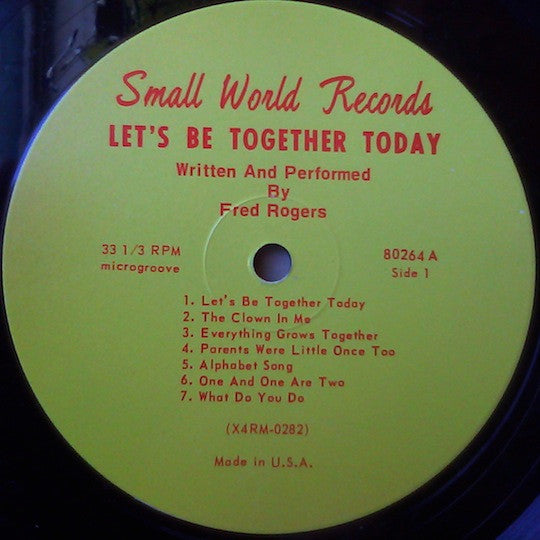 Small World Records
LET'S BE TOGETHER TODAY
Written And Performed
By
Fred Rogers
33 1/3 RPM
microgroove
80264 A
Side 1
1. Let's Be Together Today
2. The Clown In Me
3. Everything Grows Together
4. Parents Were Little Once Too
5. Alphabet Song
6. One And One Are Two
7. What Do You Do
(X4RM-0282)
Made in U.S.A.